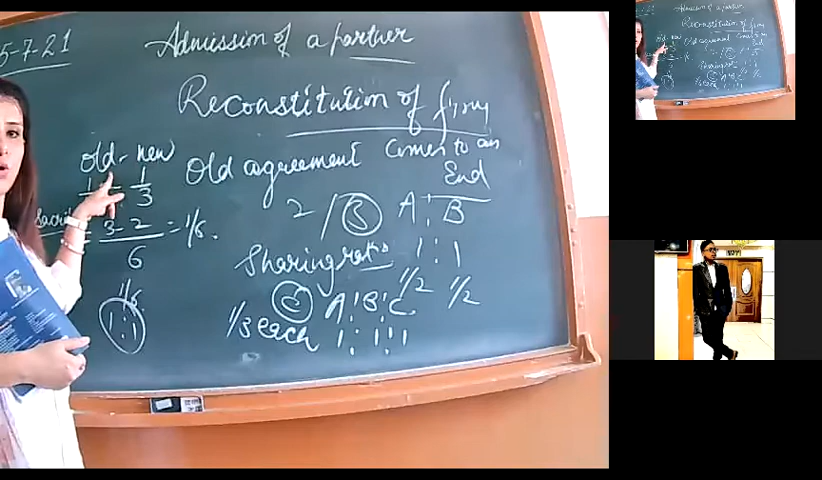 5-7-21
Admission of a partner
Reconstitution of firm
old - new
Old agreement Comes to an
End
1/3
2/3 A : B
3-2/6 = 1/6.
Sharing ratio 1 : 1
1/2 1/2
1/6
1 : 1
C A : B : C
1/3 each 1 : 1 : 1